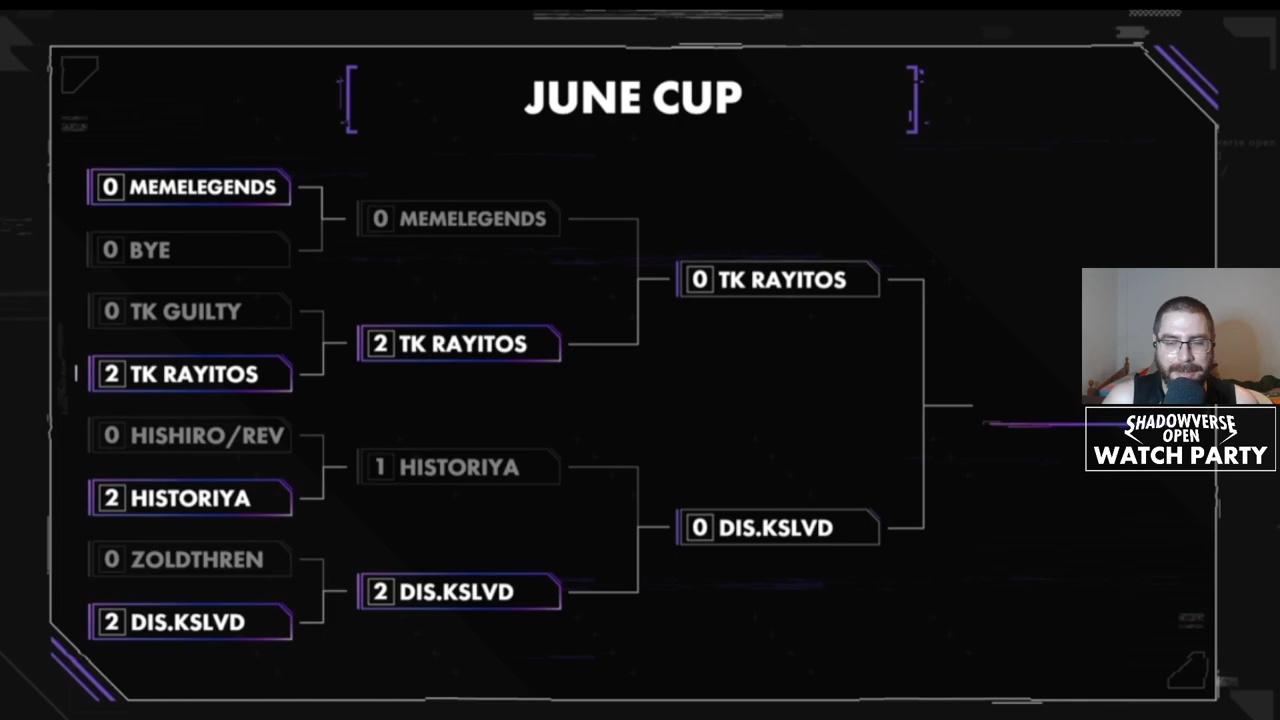 JUNE CUP
0 MEMELEGENDS
0 BYE
0 TK GUILTY
2 TK RAYITOS
0 HISHIRO/REV
2 HISTORIYA
0 ZOLDTHREN
2 DIS.KSLVD
0 MEMELEGENDS
2 TK RAYITOS
1 HISTORIYA
2 DIS.KSLVD
0 TK RAYITOS
0 DIS.KSLVD
SHADOWVERSE
OPEN
WATCH PARTY